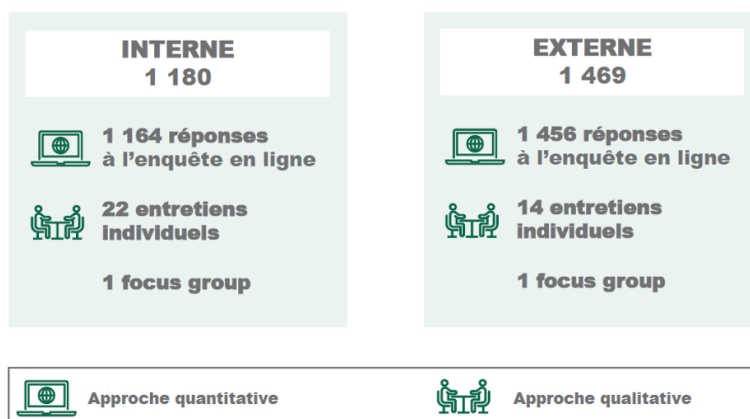 INTERNE
1 180
1 164 réponses
à l'enquête en ligne
22 entretiens
individuels
1 focus group
EXTERNE
1 469
1 456 réponses
à l'enquête en ligne
14 entretiens
individuels
1 focus group
Approche quantitative
Approche qualitative